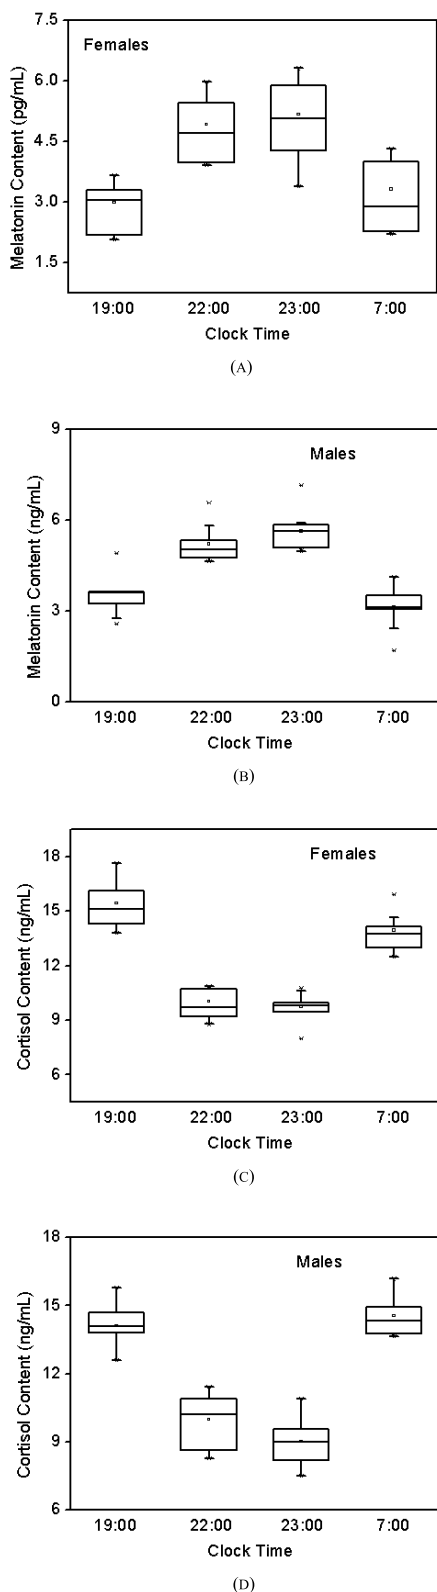 Females
Melatonin Content (pg/mL)
7.5
6.0
4.5
3.0
1.5
19:00 22:00 23:00 7:00
Clock Time
(A)
Males
Melatonin Content (ng/mL)
9
6
3
0
19:00 22:00 23:00 7:00
Clock Time
(B)
Females
Cortisol Content (ng/mL)
18
15
12
9
6
19:00 22:00 23:00 7:00
Clock Time
(C)
Males
Cortisol Content (ng/mL)
18
15
12
9
6
19:00 22:00 23:00 7:00
Clock Time
(D)